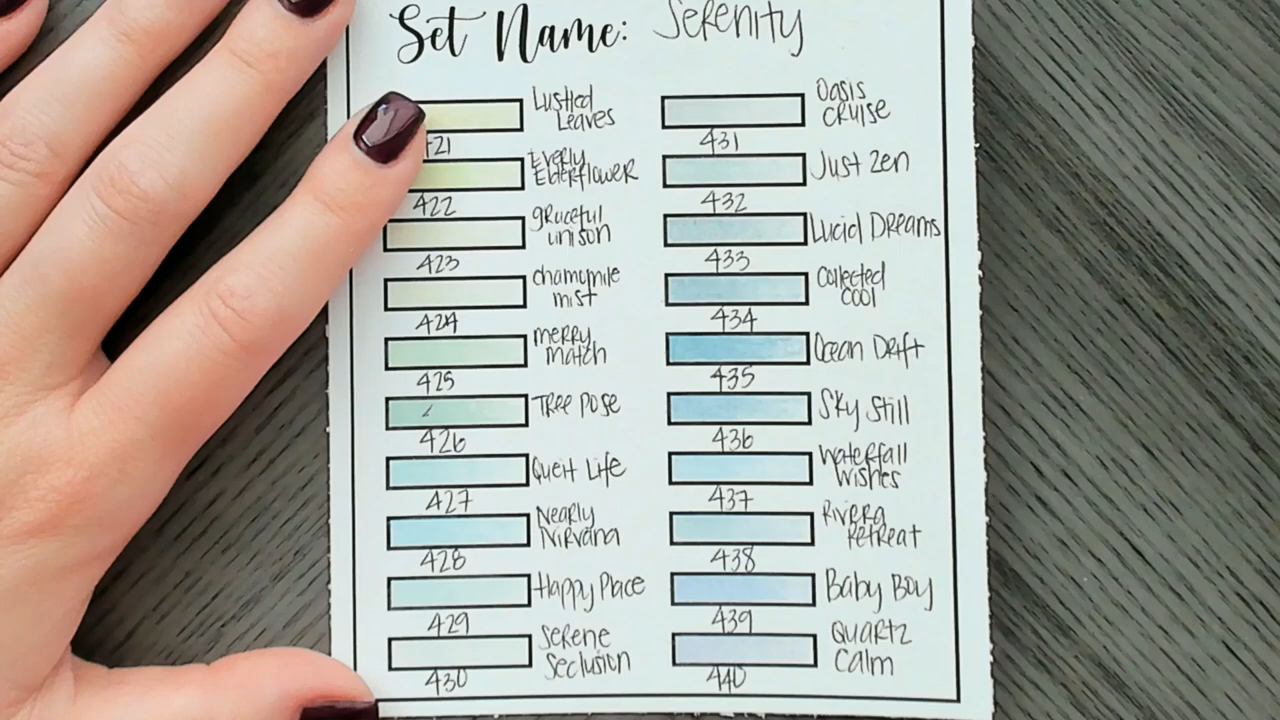 Set Name: Serenity
Lustled
Leaves
21
Everly
Elderflower
422
graceful
unison
423
chamymile
mist
424
merry
match
425
Tree Pose
426
Queit Life
427
Nearly
Nirvana
428
Happy Place
429
Serene
Seclusion
430
Oasis
Cruise
431
Just Zen
432
Lucid Dreams
433
Collected
Cool
434
Ocean Drift
435
Sky Still
436
Waterfall
Wishes
437
Rivera
Retreat
438
Baby Boy
439
Quartz
Calm
440